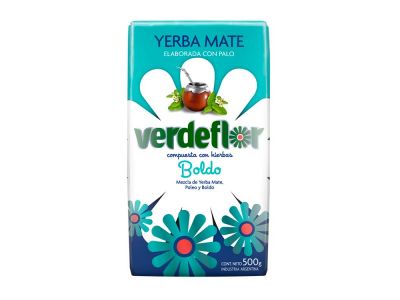 YERBA MATE
ELABORADA CON PALO
verdeflor
compuesta con hierbas
Boldo
Mezcla de Yerba Mate,
Poleo y Boldo
CONT. NETO 500g
INDUSTRIA ARGENTINA